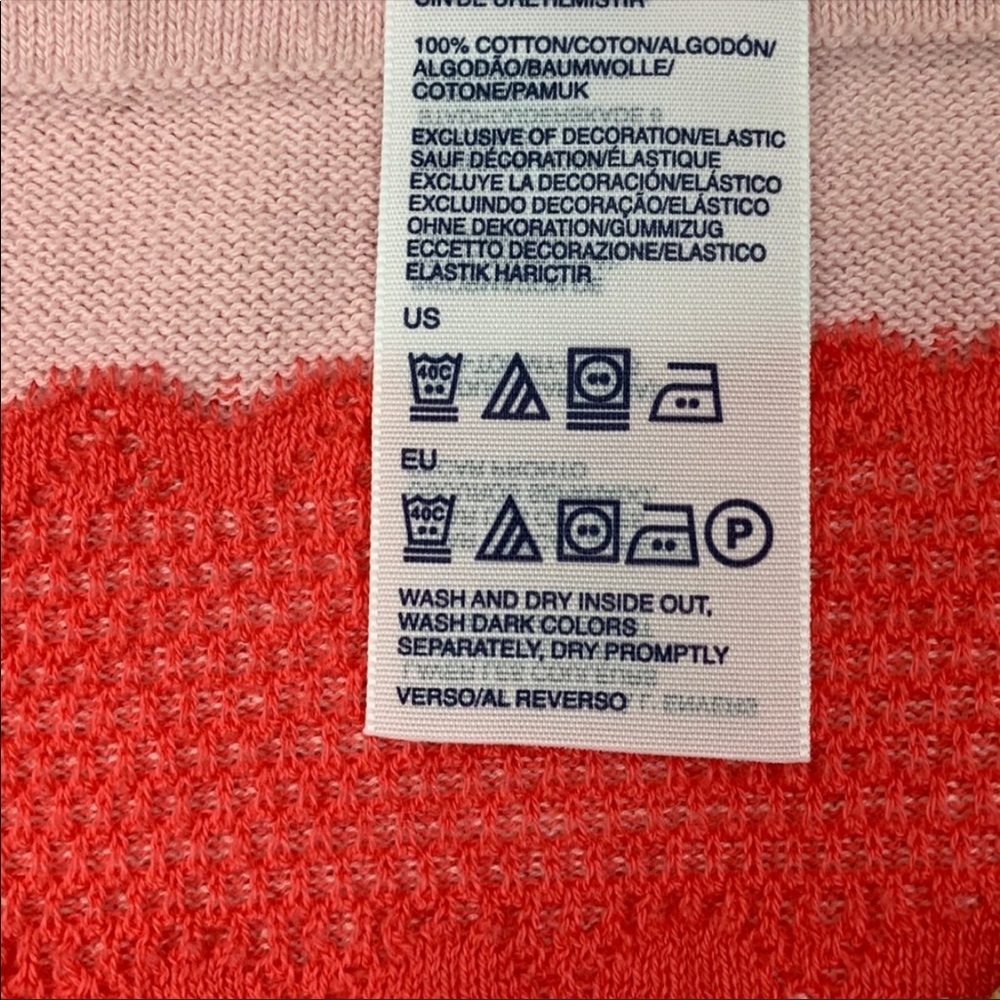 100% COTTON/COTON/ALGODÓN/
ALGODÃO/BAUMWOLLE/
COTONE/PAMUK
EXCLUSIVE OF DECORATION/ELASTIC
SAUF DÉCORATION/ÉLASTIQUE
EXCLUYE LA DECORACIÓN/ELÁSTICO
EXCLUINDO DECORAÇÃO/ELÁSTICO
OHNE DEKORATION/GUMMIZUG
ECCETTO DECORAZIONE/ELASTICO
ELASTIK HARICTIR
US
40C
EU
40C P
WASH AND DRY INSIDE OUT,
WASH DARK COLORS
SEPARATELY, DRY PROMPTLY
VERSO/AL REVERSO